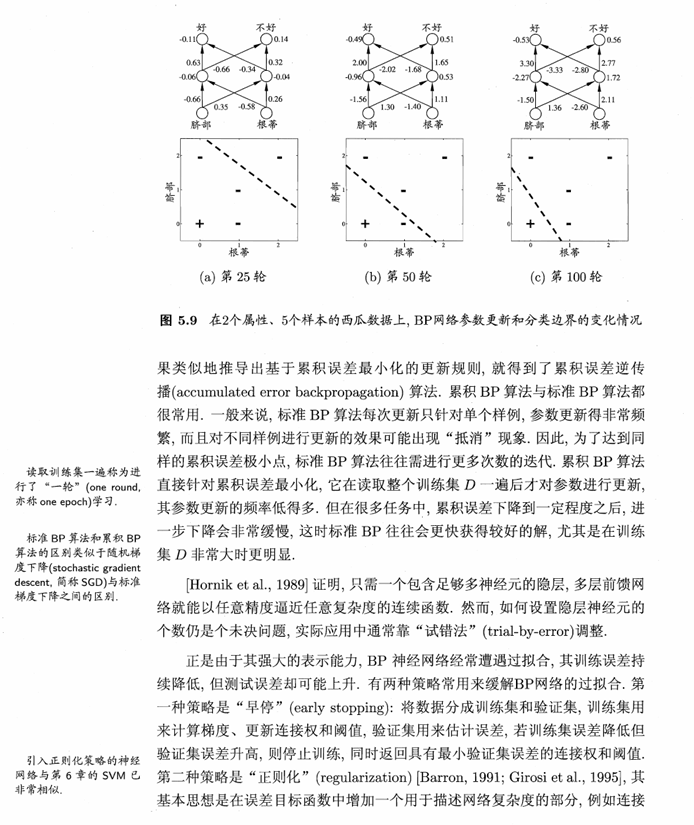 好 不好
-0.11 0.14
0.63 -0.66 -0.34 0.32
-0.06 -0.04
-0.66 0.35 -0.58 0.26
脐部 根蒂
脐部
2
1
0
0 1 2
根蒂
(a) 第 25 轮
好 不好
-0.49 0.51
2.00 -2.02 -1.68 1.65
-0.96 0.53
-1.56 1.30 -1.40 1.11
脐部 根蒂
脐部
2
1
0
0 1 2
根蒂
(b) 第 50 轮
好 不好
-0.53 0.56
3.30 -3.33 -2.80 2.77
-2.27 1.72
-1.50 1.36 -2.60 2.11
脐部 根蒂
脐部
2
1
0
0 1 2
根蒂
(c) 第 100 轮
图 5.9 在2个属性、5个样本的西瓜数据上, BP网络参数更新和分类边界的变化情况
果类似地推导出基于累积误差最小化的更新规则, 就得到了累积误差逆传
播(accumulated error backpropagation) 算法. 累积 BP 算法与标准 BP 算法都
很常用. 一般来说, 标准 BP 算法每次更新只针对单个样例, 参数更新得非常频
繁, 而且对不同样例进行更新的效果可能出现“抵消”现象. 因此, 为了达到同
样的累积误差极小点, 标准 BP 算法往往需进行更多次数的迭代. 累积 BP 算法
直接针对累积误差最小化, 它在读取整个训练集 D 一遍后才对参数进行更新,
其参数更新的频率低得多. 但在很多任务中, 累积误差下降到一定程度之后, 进
一步下降会非常缓慢, 这时标准 BP 往往会更快获得较好的解, 尤其是在训练
集 D 非常大时更明显.
读取训练集一遍称为进
行了“一轮”(one round,
亦称 one epoch)学习.
标准 BP 算法和累积 BP
算法的区别类似于随机梯
度下降(stochastic gradient
descent, 简称 SGD)与标准
梯度下降之间的区别.
[Hornik et al., 1989] 证明, 只需一个包含足够多神经元的隐层, 多层前馈网
络就能以任意精度逼近任意复杂度的连续函数. 然而, 如何设置隐层神经元的
个数仍是个未决问题, 实际应用中通常靠“试错法”(trial-by-error)调整.
正是由于其强大的表示能力, BP 神经网络经常遭遇过拟合, 其训练误差持
续降低, 但测试误差却可能上升. 有两种策略常用来缓解BP网络的过拟合. 第
一种策略是“早停”(early stopping): 将数据分成训练集和验证集, 训练集用
来计算梯度、更新连接权和阈值, 验证集用来估计误差, 若训练集误差降低但
验证集误差升高, 则停止训练, 同时返回具有最小验证集误差的连接权和阈值.
第二种策略是“正则化”(regularization) [Barron, 1991; Girosi et al., 1995], 其
基本思想是在误差目标函数中增加一个用于描述网络复杂度的部分, 例如连接
引入正则化策略的神经
网络与第 6 章的 SVM 已
非常相似.